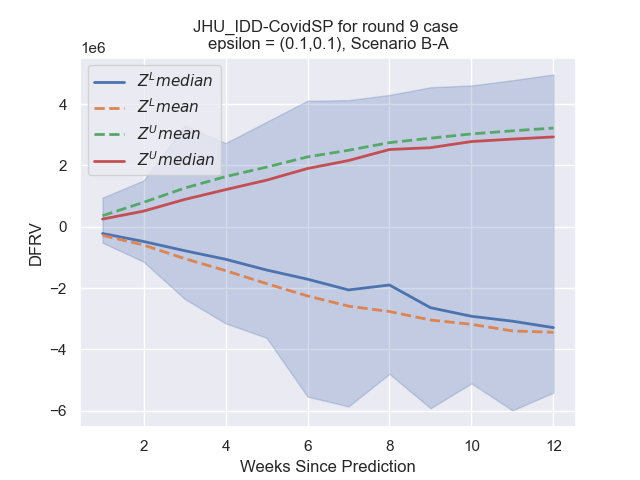 JHU_IDD-CovidSP for round 9 case
epsilon = (0.1,0.1), Scenario B-A
1e6
Z^L median
Z^L mean
Z^U mean
Z^U median
4
2
0
−2
−4
−6
DFRV
2 4 6 8 10 12
Weeks Since Prediction